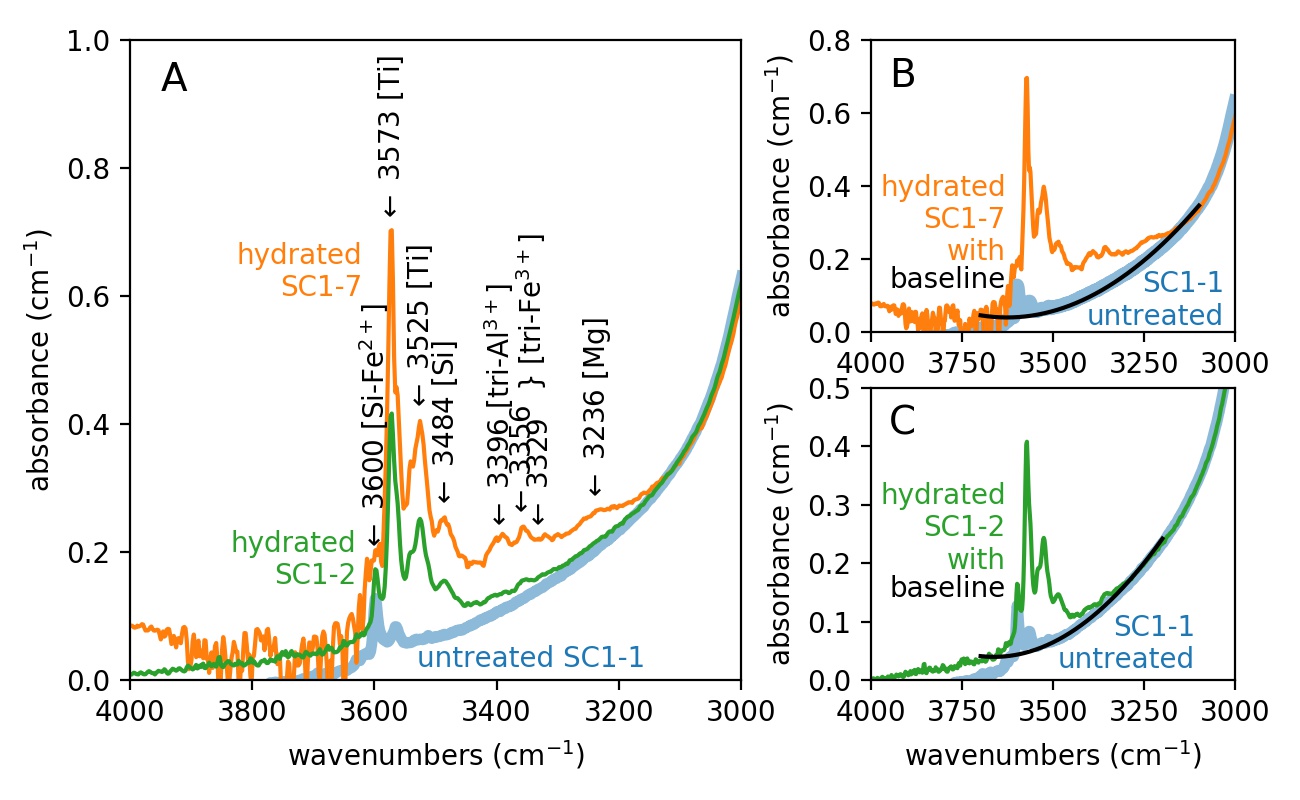 A
1.0
0.8
0.6
0.4
0.2
0.0
absorbance (cm⁻¹)
hydrated
SC1-7
hydrated
SC1-2
← 3600 [Si-Fe²⁺ ]
← 3573 [Ti]
← 3525 [Ti]
← 3484 [Si]
← 3396 [tri-Al³⁺ ]
← 3356
← 3329 } [tri-Fe³⁺ ]
← 3236 [Mg]
untreated SC1-1
4000 3800 3600 3400 3200 3000
wavenumbers (cm⁻¹)
B
0.8
0.6
0.4
0.2
0.0
absorbance (cm⁻¹)
hydrated
SC1-7
with
baseline
SC1-1
untreated
4000 3750 3500 3250 3000
C
0.5
0.4
0.3
0.2
0.1
0.0
absorbance (cm⁻¹)
hydrated
SC1-2
with
baseline
SC1-1
untreated
4000 3750 3500 3250 3000
wavenumbers (cm⁻¹)